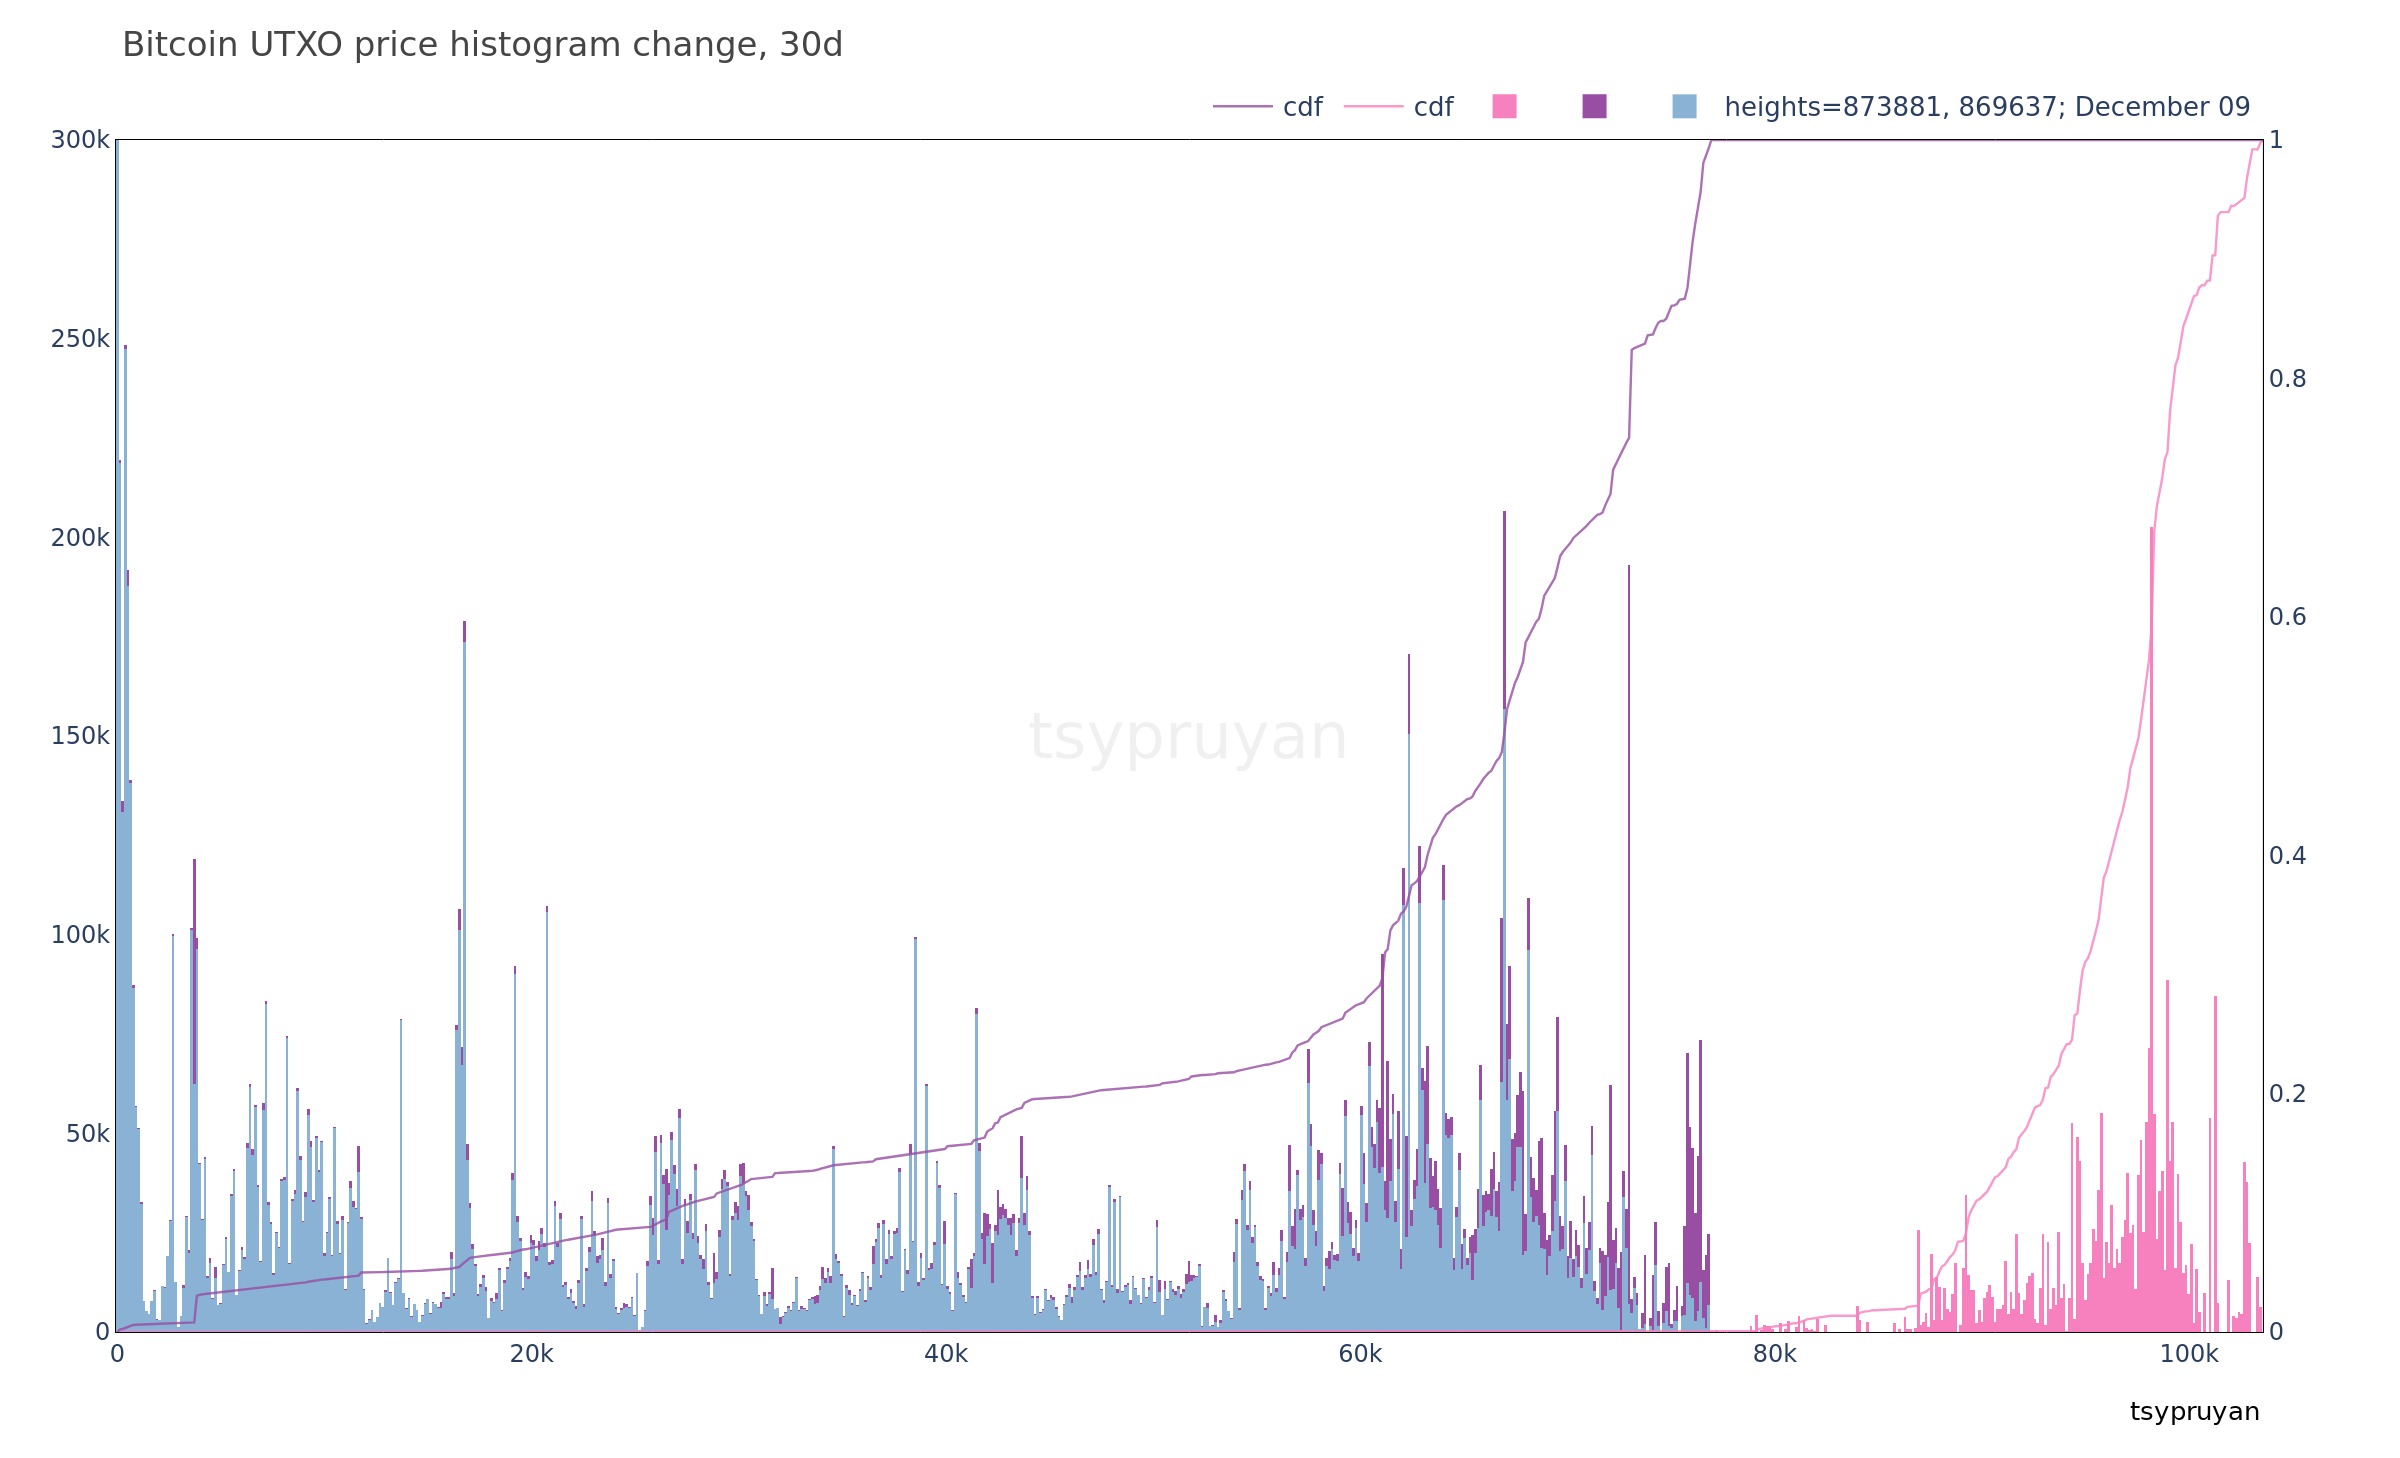 Bitcoin UTXO price histogram change, 30d
cdf cdf heights=873881, 869637; December 09
300k 1
250k
0.8
200k
0.6
150k
tsypruyan
0.4
100k
0.2
50k
0 0
0 20k 40k 60k 80k 100k
tsypruyan